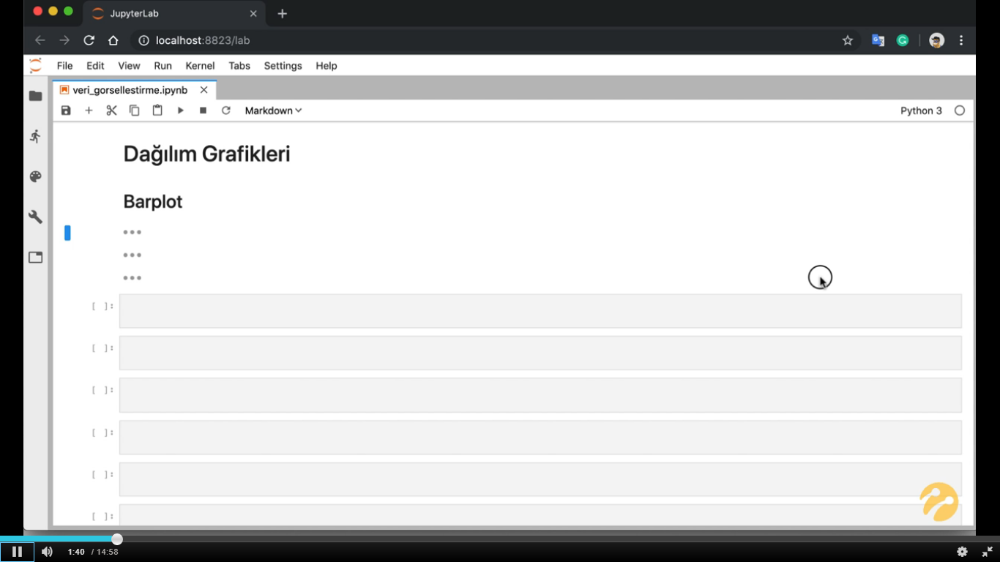 JupyterLab
localhost:8823/lab
File Edit View Run Kernel Tabs Settings Help
veri_gorsellestirme.ipynb
Markdown Python 3
Dağılım Grafikleri
Barplot
[ ]:
[ ]:
[ ]:
[ ]:
[ ]:
[ ]:
1:40 / 14:58